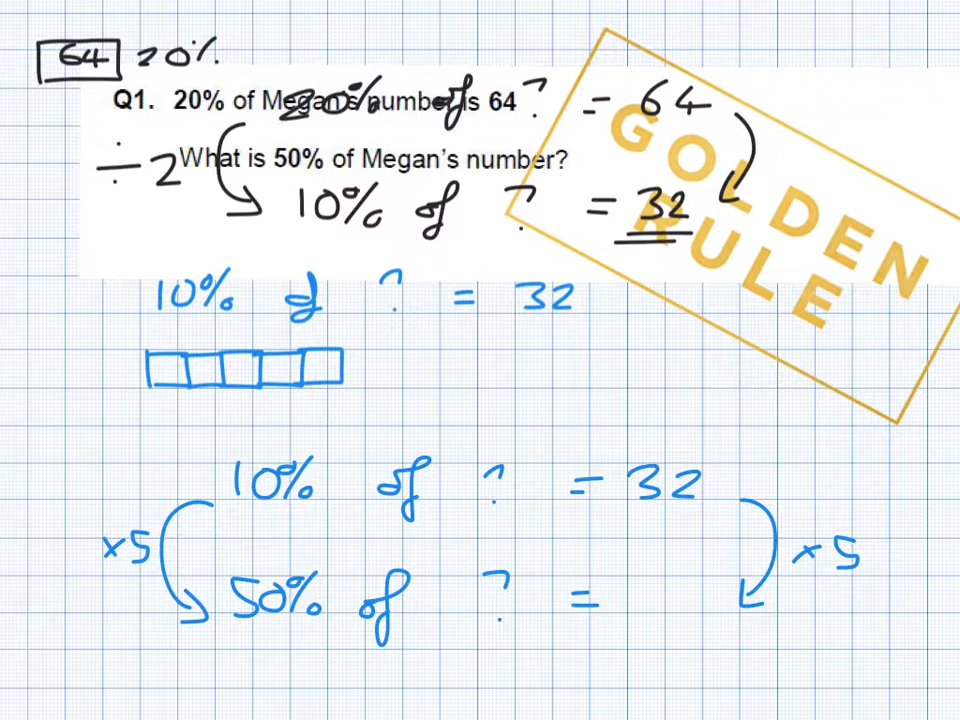 64 20%
Q1. 20% of Megan's number is 64
20% of ? = 64
÷2
What is 50% of Megan's number?
10% of ? = 32
GOLDEN
RULE
10% of ? = 32
10% of ? = 32
×5
×5
50% of ? =